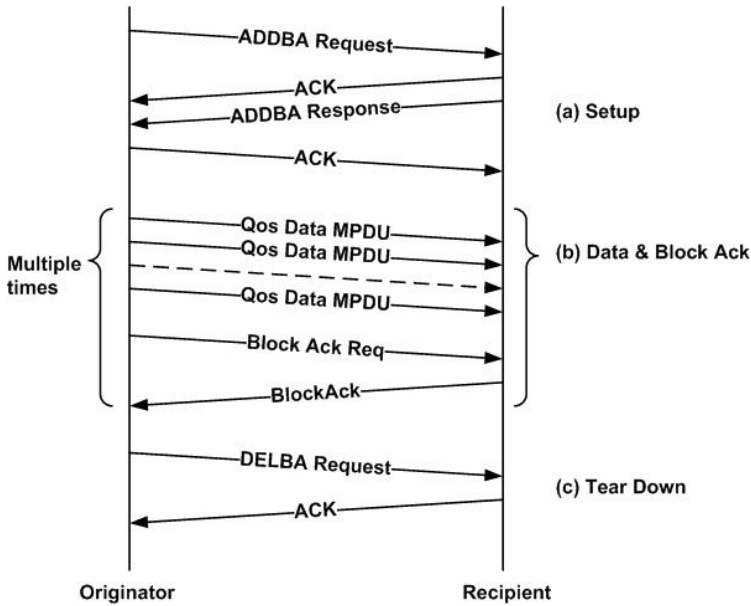 ADDBA Request
ACK
ADDBA Response
(a) Setup
ACK
Qos Data MPDU
Qos Data MPDU
(b) Data & Block Ack
Multiple
times
Qos Data MPDU
Block Ack Req
BlockAck
DELBA Request
(c) Tear Down
ACK
Originator
Recipient